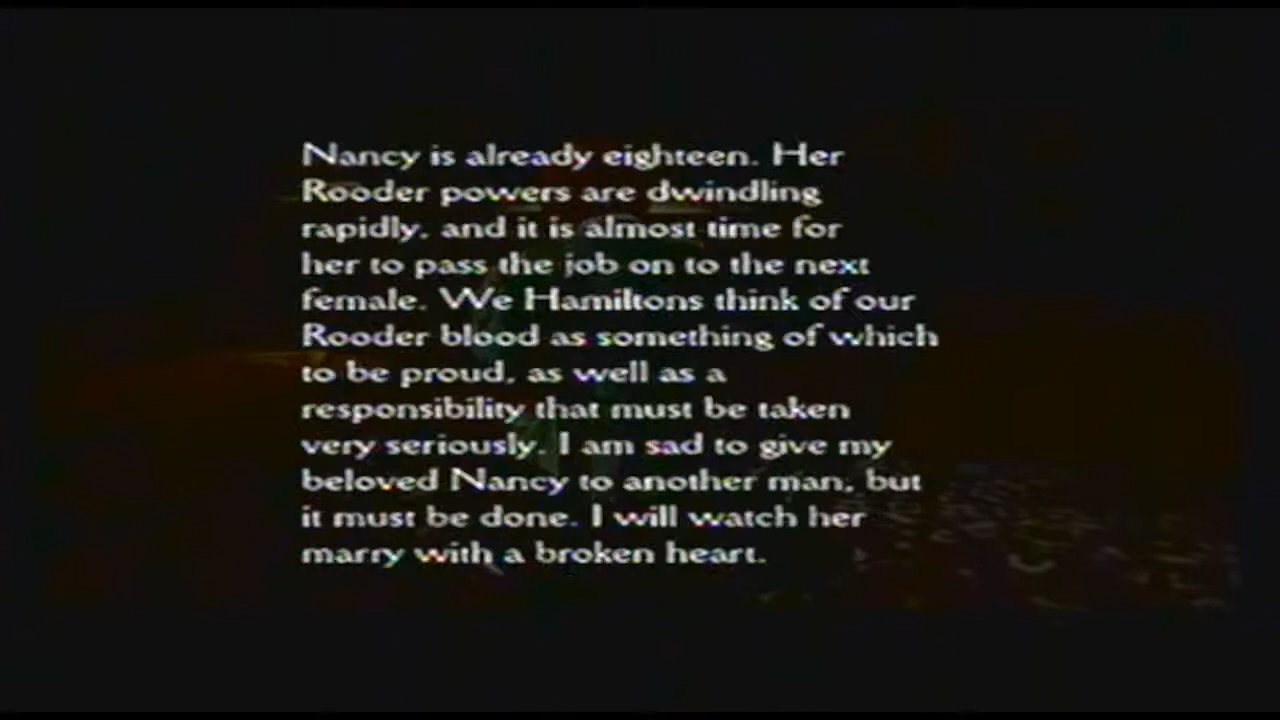 Nancy is already eighteen. Her
Rooder powers are dwindling
rapidly, and it is almost time for
her to pass the job on to the next
female. We Hamiltons think of our
Rooder blood as something of which
to be proud, as well as a
responsibility that must be taken
very seriously. I am sad to give my
beloved Nancy to another man, but
it must be done. I will watch her
marry with a broken heart.